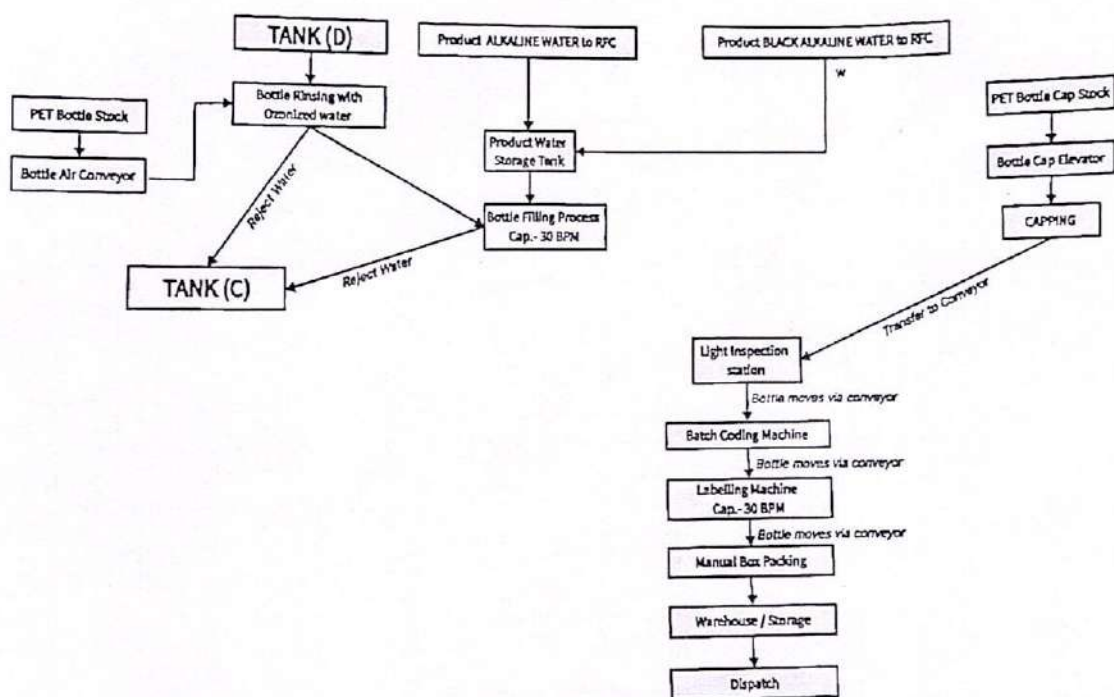 TANK (D)
Product ALKALINE WATER to RFC
Product BLACK ALKALINE WATER to RFC
w
PET Bottle Stock
Bottle Rinsing with
Ozonized water
PET Bottle Cap Stock
Bottle Air Conveyor
Product Water
Storage Tank
Bottle Cap Elevator
Reject Water
Bottle Filling Process
Cap.- 30 BPM
CAPPING
TANK (C)
Reject Water
Transfer to Conveyor
Light Inspection
station
Bottle moves via conveyor
Batch Coding Machine
Bottle moves via conveyor
Labelling Machine
Cap.- 30 BPM
Bottle moves via conveyor
Manual Box Packing
Warehouse / Storage
Dispatch